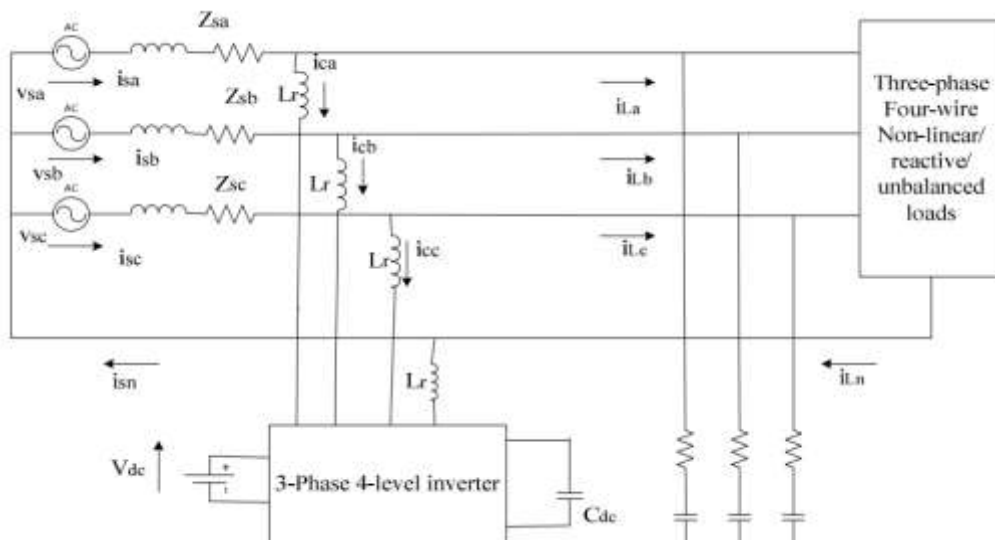 AC
Zsa
isa
vsa
ica
Lr
iLa
AC
Zsb
isb
vsb
icb
Lr
iLb
AC
Zsc
vsc
isc
icc
Lr
iLc
Three-phase
Four-wire
Non-linear/
reactive/
unbalanced
loads
isn
Lr
iLn
Vdc
+
-
3-Phase 4-level inverter
Cdc